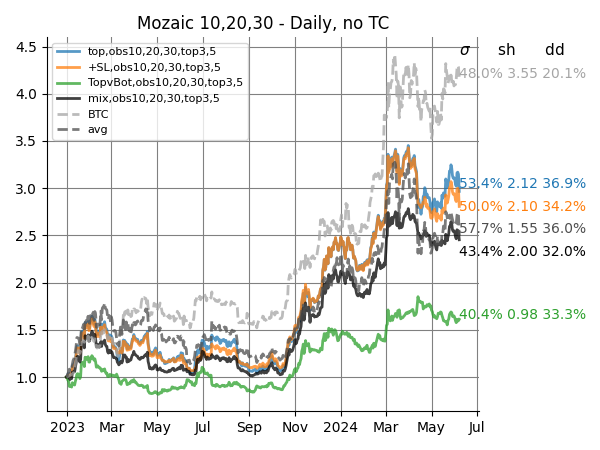 Mozaic 10,20,30 - Daily, no TC
top,obs10,20,30,top3,5
+SL,obs10,20,30,top3,5
TopvBot,obs10,20,30,top3,5
mix,obs10,20,30,top3,5
BTC
avg
σ sh dd
48.0% 3.55 20.1%
53.4% 2.12 36.9%
50.0% 2.10 34.2%
57.7% 1.55 36.0%
43.4% 2.00 32.0%
40.4% 0.98 33.3%
4.5
4.0
3.5
3.0
2.5
2.0
1.5
1.0
2023 Mar May Jul Sep Nov 2024 Mar May Jul